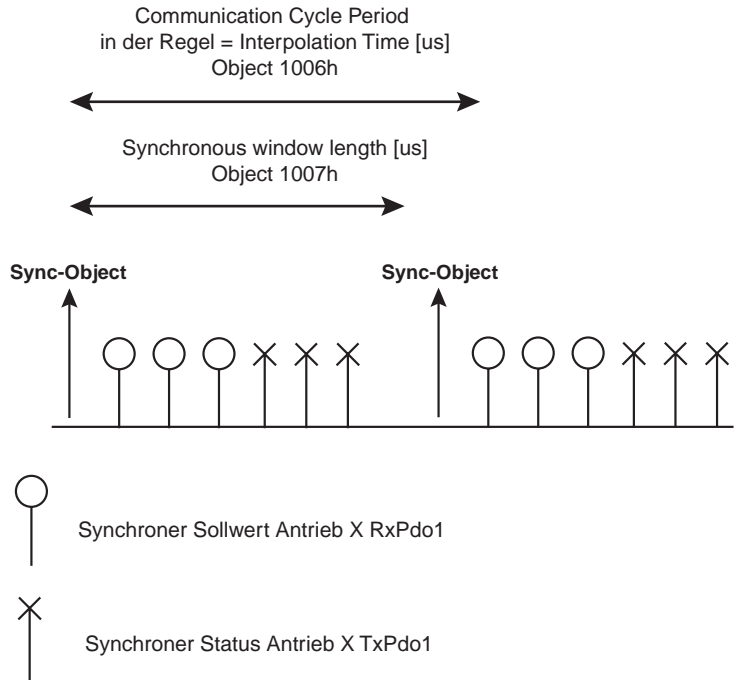 Communication Cycle Period
in der Regel = Interpolation Time [us]
Object 1006h
Synchronous window length [us]
Object 1007h
Sync-Object
Sync-Object
Synchroner Sollwert Antrieb X RxPdo1
Synchroner Status Antrieb X TxPdo1